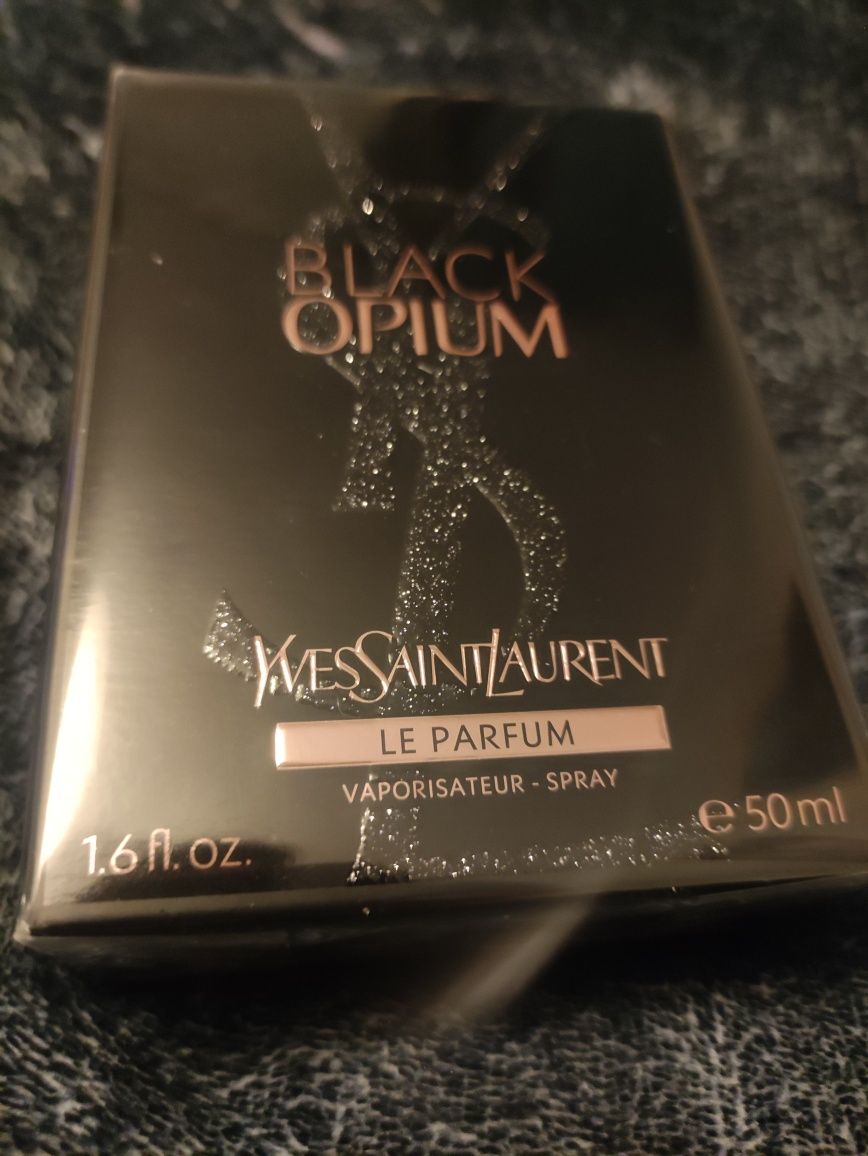 BLACK
OPIUM
YVESSAINTLAURENT
LE PARFUM
VAPORISATEUR - SPRAY
1.6 fl. oz.
e 50 ml